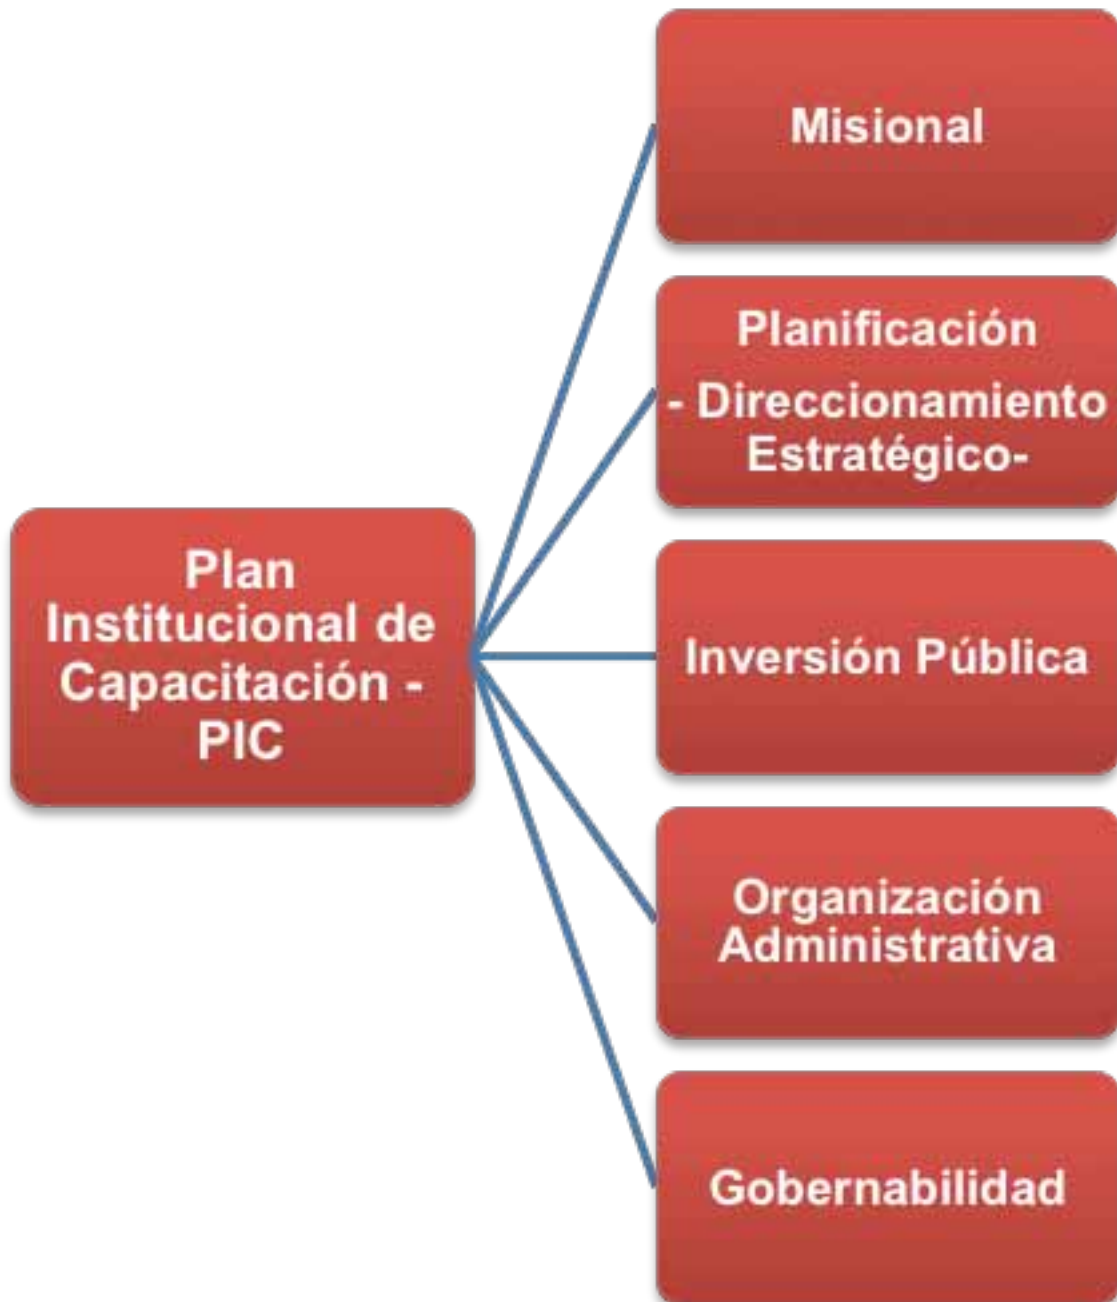 Misional
Planificación
- Direccionamiento
Estratégico-
Plan
Institucional de
Capacitación -
PIC
Inversión Pública
Organización
Administrativa
Gobernabilidad